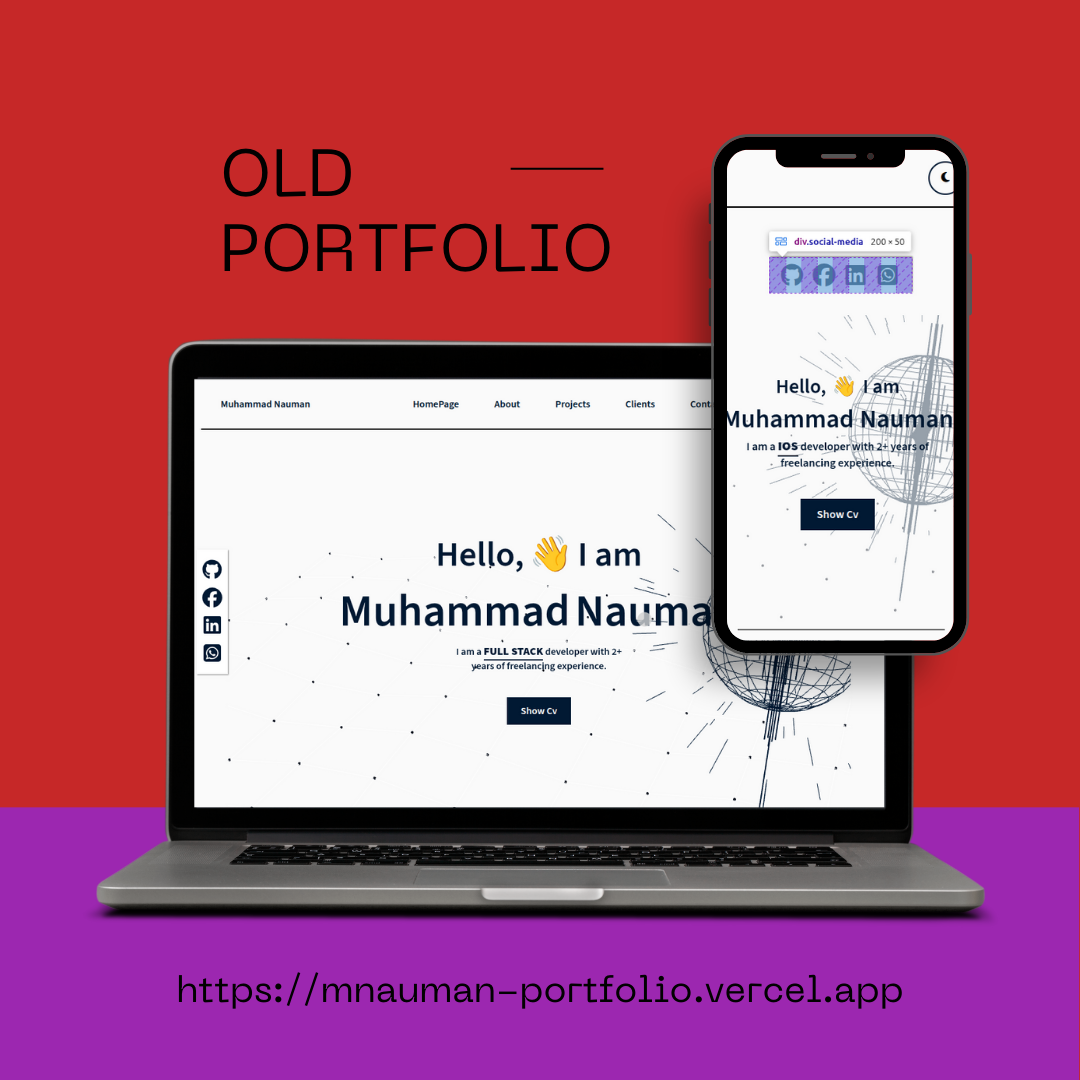 OLD
PORTFOLIO
div.social-media 200 × 50
Hello, 👋 I am
Muhammad Nauman
I am a IOS developer with 2+ years of
freelancing experience.
Show Cv
Muhammad Nauman HomePage About Projects Clients Conta
Hello, 👋 I am
Muhammad Nauma
I am a FULL STACK developer with 2+
years of freelancing experience.
Show Cv
https://mnauman-portfolio.vercel.app